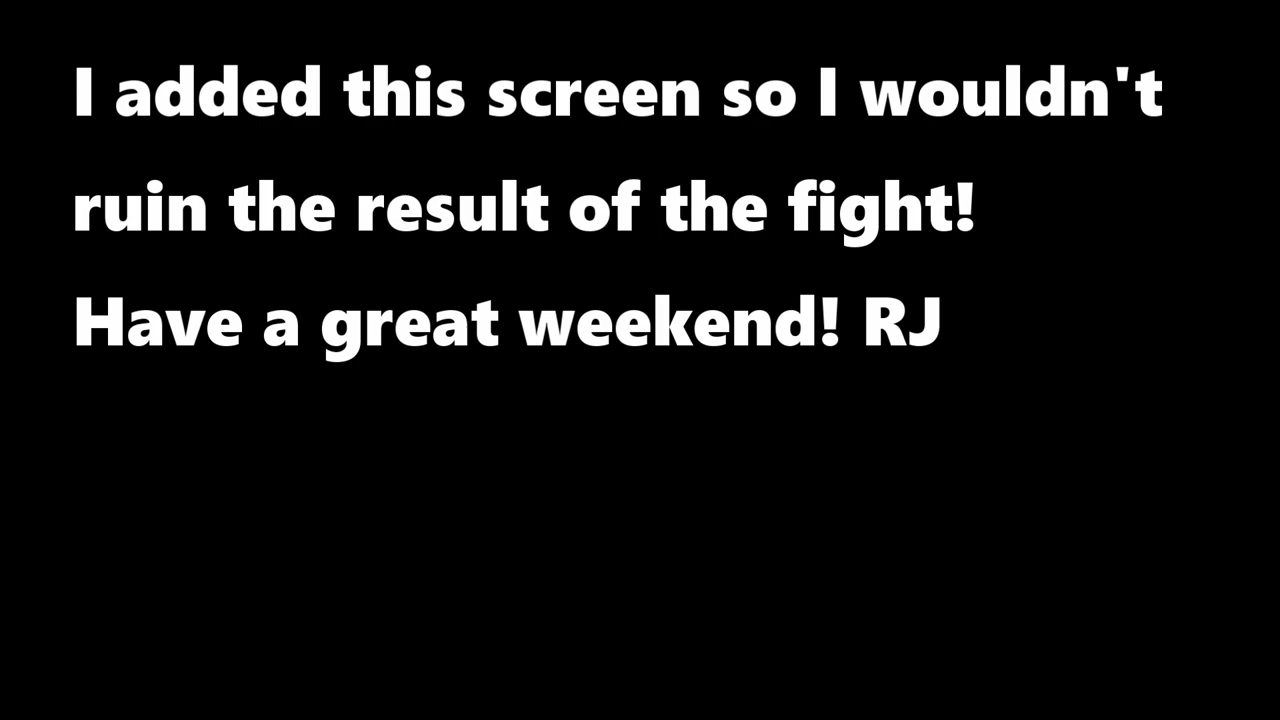 I added this screen so I wouldn't
ruin the result of the fight!
Have a great weekend! RJ